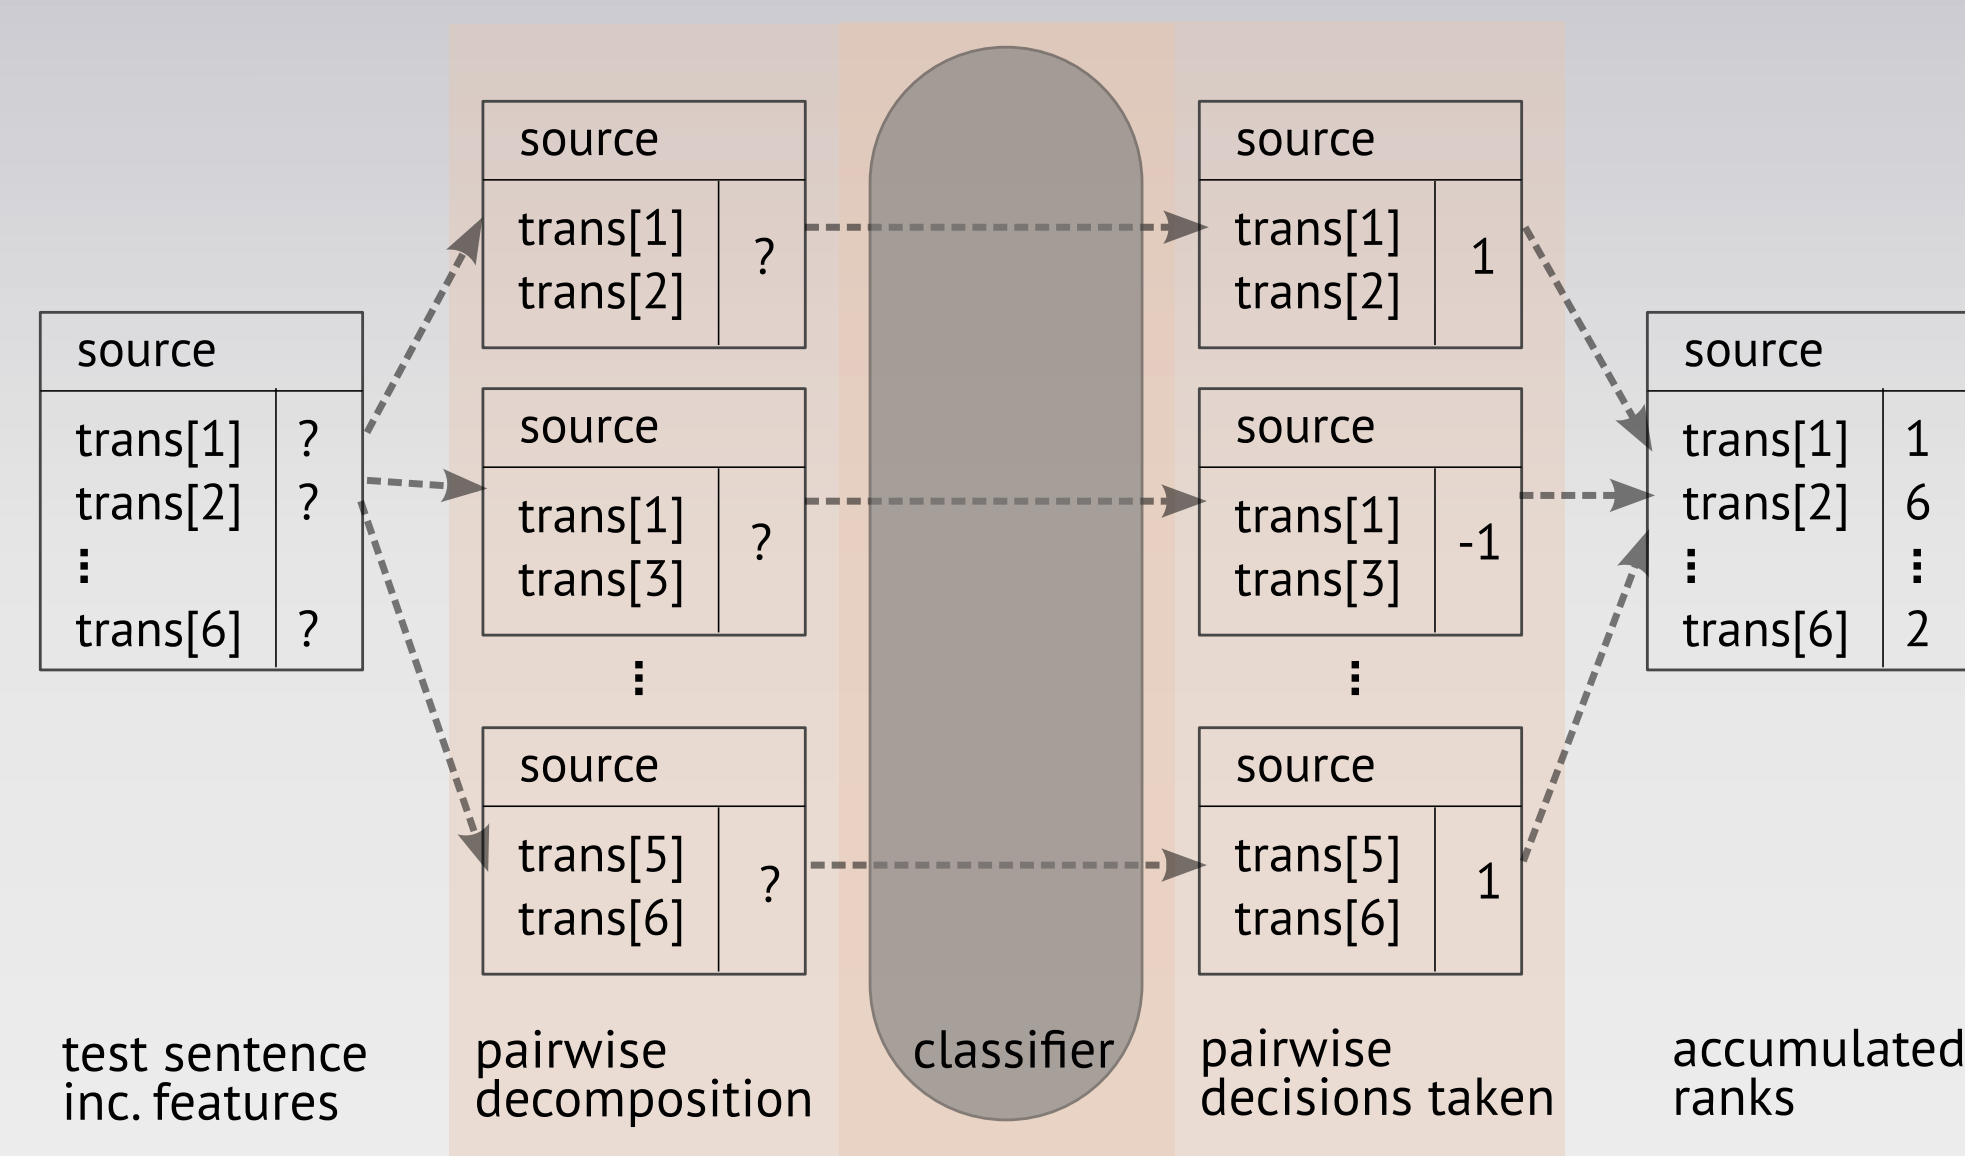 source
trans[1] ?
trans[2] ?
⋮
trans[6] ?
test sentence
inc. features
source
trans[1]
?
trans[2]
source
trans[1]
?
trans[3]
⋮
source
trans[5]
?
trans[6]
pairwise
decomposition
classifier
source
trans[1]
1
trans[2]
source
trans[1]
-1
trans[3]
⋮
source
trans[5]
1
trans[6]
pairwise
decisions taken
source
trans[1] 1
trans[2] 6
⋮ ⋮
trans[6] 2
accumulated
ranks